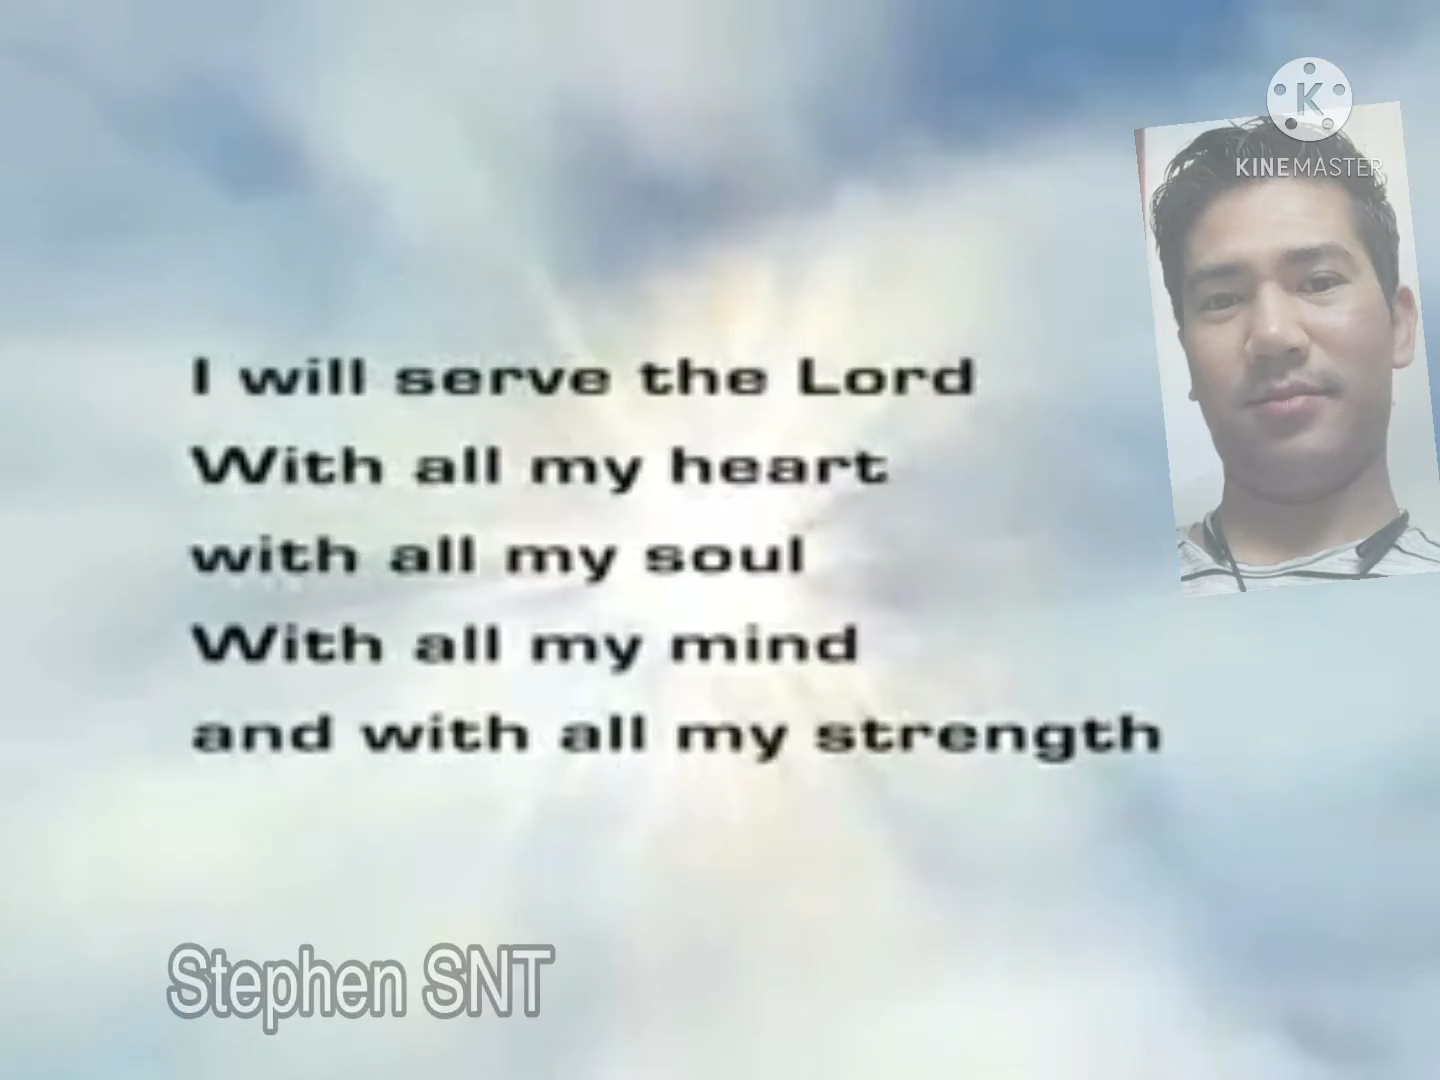 KINEMASTER
I will serve the Lord
With all my heart
with all my soul
With all my mind
and with all my strength
Stephen SNT